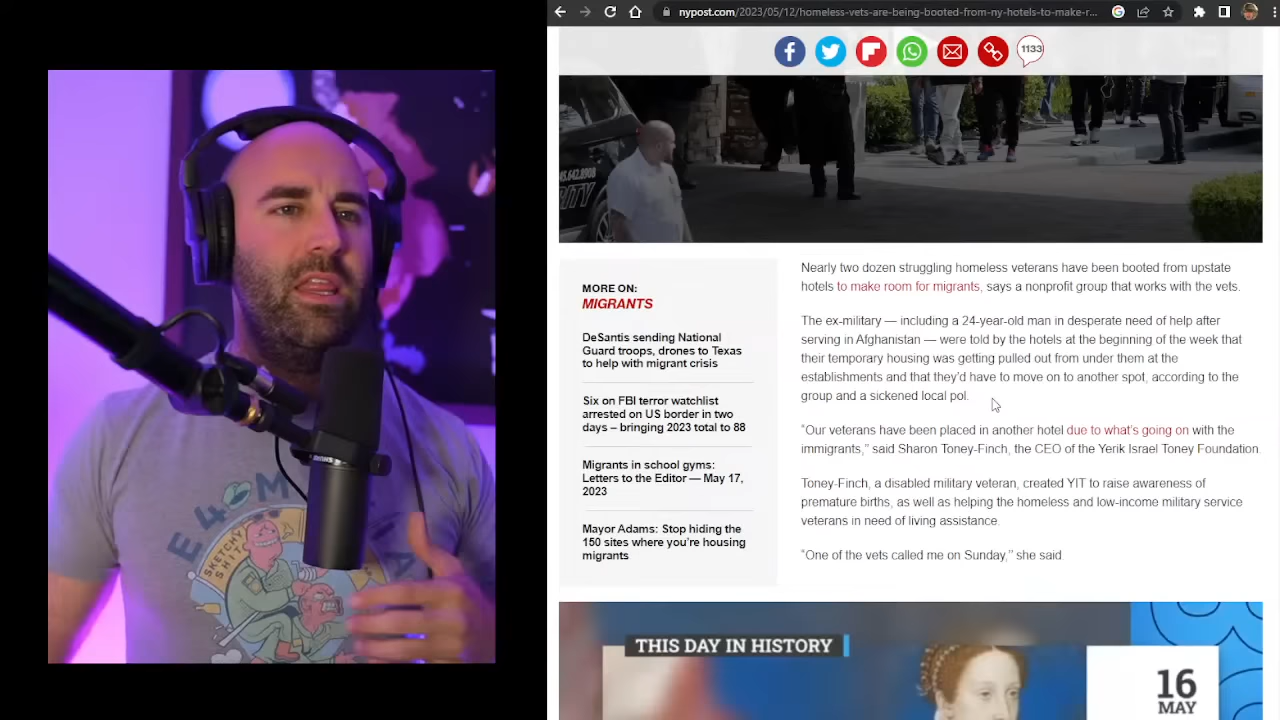 nypost.com/2023/05/12/homeless-vets-are-being-booted-from-ny-hotels-to-make-r...
1133
45.642.8908
Nearly two dozen struggling homeless veterans have been booted from upstate
hotels to make room for migrants, says a nonprofit group that works with the vets.
The ex-military — including a 24-year-old man in desperate need of help after
serving in Afghanistan — were told by the hotels at the beginning of the week that
their temporary housing was getting pulled out from under them at the
establishments and that they'd have to move on to another spot, according to the
group and a sickened local pol.
“Our veterans have been placed in another hotel due to what's going on with the
immigrants,” said Sharon Toney-Finch, the CEO of the Yerik Israel Toney Foundation.
Toney-Finch, a disabled military veteran, created YIT to raise awareness of
premature births, as well as helping the homeless and low-income military service
veterans in need of living assistance.
“One of the vets called me on Sunday,” she said.
MORE ON:
MIGRANTS
DeSantis sending National
Guard troops, drones to Texas
to help with migrant crisis
Six on FBI terror watchlist
arrested on US border in two
days – bringing 2023 total to 88
Migrants in school gyms:
Letters to the Editor — May 17,
2023
Mayor Adams: Stop hiding the
150 sites where you're housing
migrants
THIS DAY IN HISTORY
16
MAY
SKETCHY